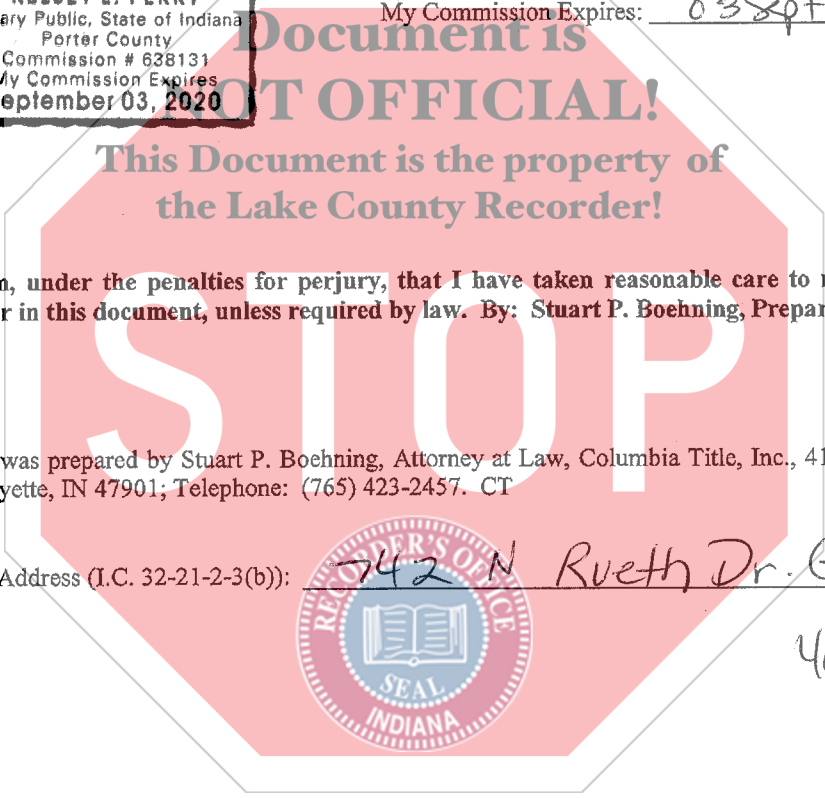 ary Public, State of Indiana
My Commission Expires: 03
Porter County
Commission # 638131
My Commission Expires
eptember 03, 2020
Document is
NOT OFFICIAL!
This Document is the property of
the Lake County Recorder!
, under the penalties for perjury, that I have taken reasonable care to
r in this document, unless required by law. By: Stuart P. Boehning, Prepar
STOP
was prepared by Stuart P. Boehning, Attorney at Law, Columbia Title, Inc., 41
yette, IN 47901; Telephone: (765) 423-2457. CT
Address (I.C. 32-21-2-3(b)): 742 N Rueth Dr. G
RECORDER'S OFFICE
SEAL
INDIANA